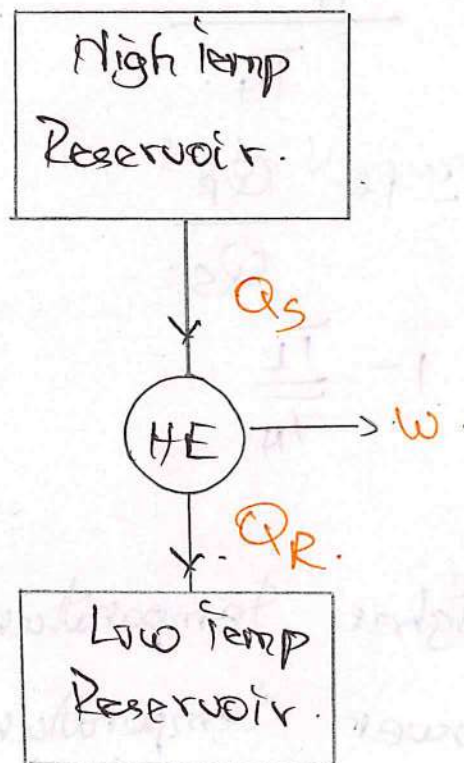 High Temp
Reservoir.
Qs
HE
W.
QR.
Low Temp
Reservoir.